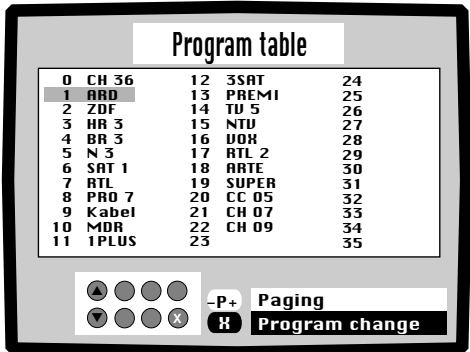 Program table
0 CH 36 12 3SAT 24
1 ARD 13 PREMI 25
2 ZDF 14 TV 5 26
3 HR 3 15 NTV 27
4 BR 3 16 VOX 28
5 N 3 17 RTL 2 29
6 SAT 1 18 ARTE 30
7 RTL 19 SUPER 31
8 PRO 7 20 CC 05 32
9 Kabel 21 CH 07 33
10 MDR 22 CH 09 34
11 1PLUS 23 35
-P+ Paging
X X Program change